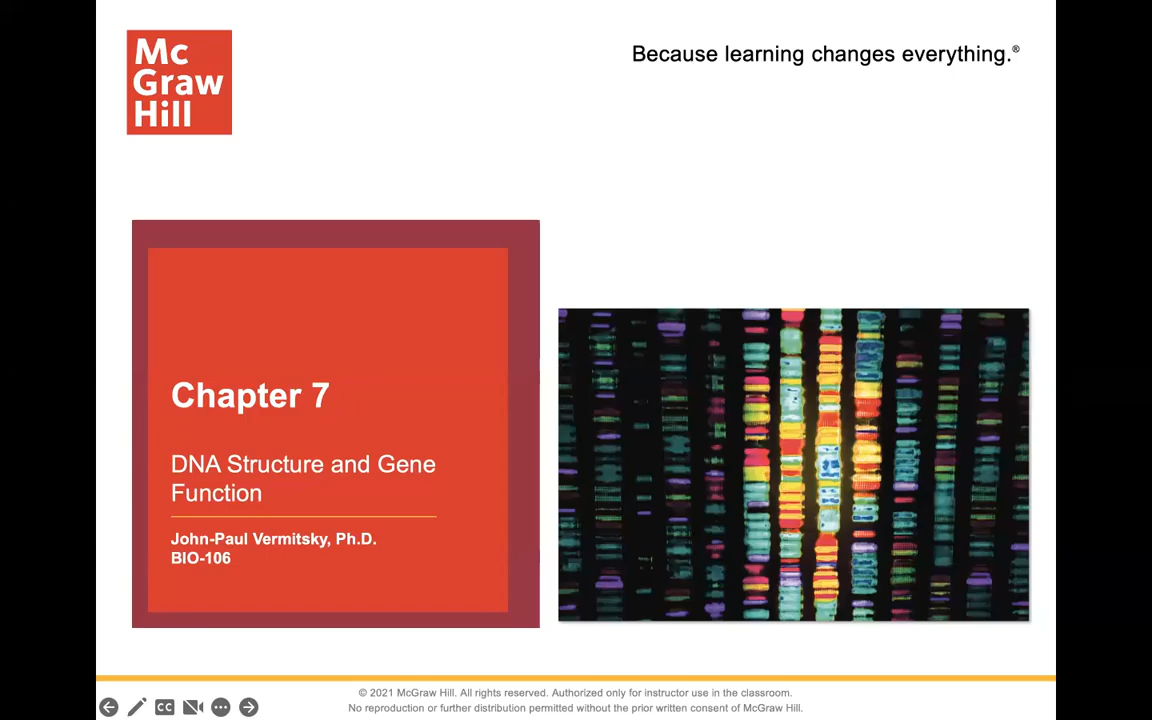 Mc
Graw
Hill
Because learning changes everything.®
Chapter 7
DNA Structure and Gene
Function
John-Paul Vermitsky, Ph.D.
BIO-106
CC
© 2021 McGraw Hill. All rights reserved. Authorized only for instructor use in the classroom.
No reproduction or further distribution permitted without the prior written consent of McGraw Hill.